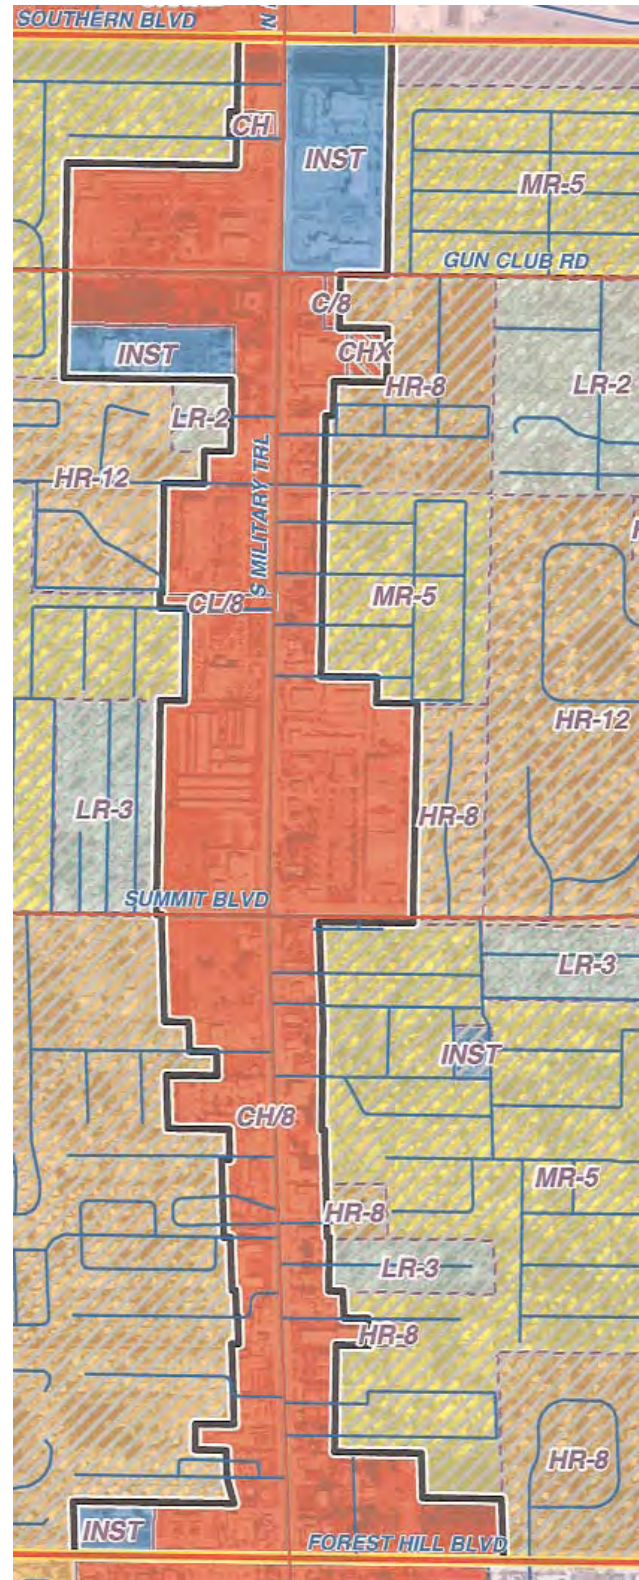 SOUTHERN BLVD
CH
INST
MR-5
GUN CLUB RD
C/8
INST
CHX
HR-8
LR-2
LR-2
HR-12
S MILITARY TRL
CL/8
MR-5
HR-12
LR-3
HR-8
SUMMIT BLVD
LR-3
INST
CH/8
MR-5
HR-8
LR-3
HR-8
HR-8
INST
FOREST HILL BLVD